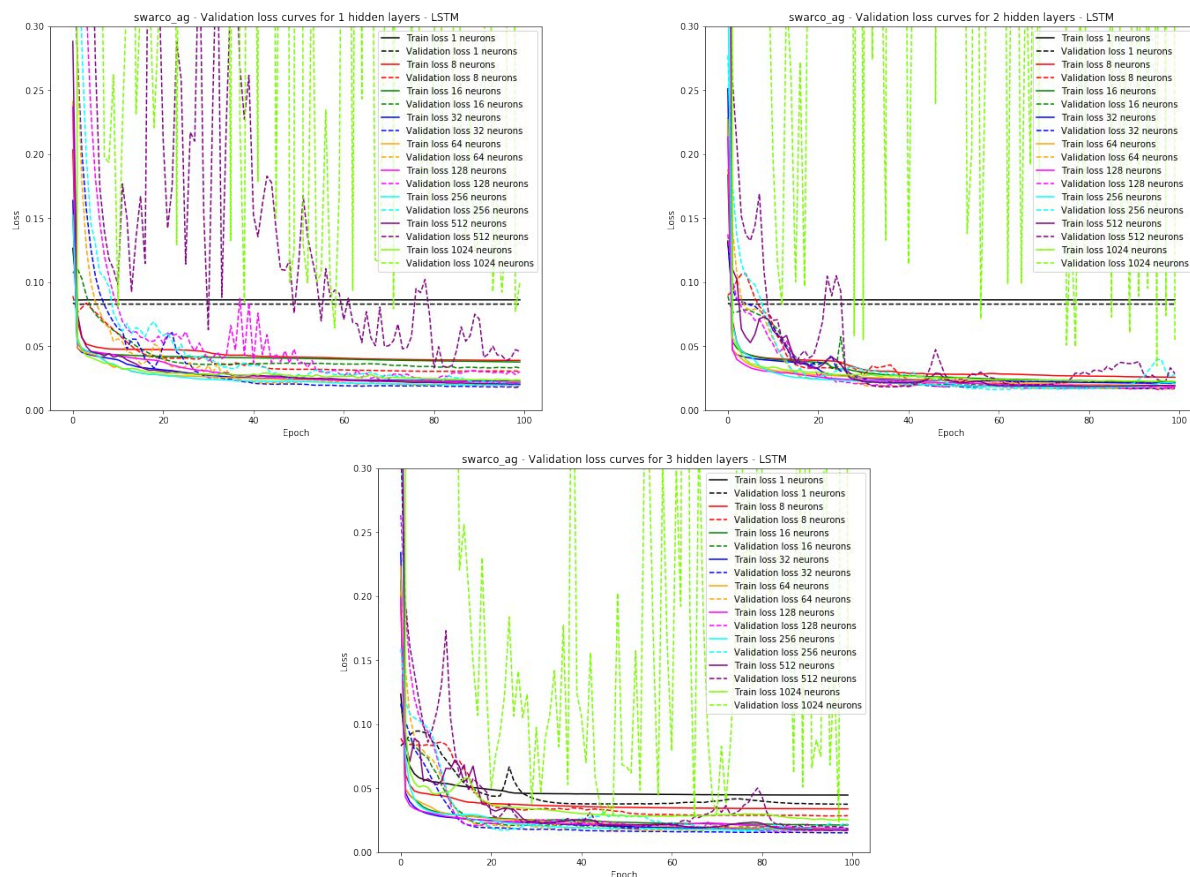 swarco_ag - Validation loss curves for 1 hidden layers - LSTM
0.30
0.25
0.20
0.15
0.10
0.05
0.00
Loss
0
20
40
60
80
100
Epoch
Train loss 1 neurons
Validation loss 1 neurons
Train loss 8 neurons
Validation loss 8 neurons
Train loss 16 neurons
Validation loss 16 neurons
Train loss 32 neurons
Validation loss 32 neurons
Train loss 64 neurons
Validation loss 64 neurons
Train loss 128 neurons
Validation loss 128 neurons
Train loss 256 neurons
Validation loss 256 neurons
Train loss 512 neurons
Validation loss 512 neurons
Train loss 1024 neurons
Validation loss 1024 neurons
swarco_ag - Validation loss curves for 2 hidden layers - LSTM
0.30
0.25
0.20
0.15
0.10
0.05
0.00
Loss
0
20
40
60
80
100
Epoch
Train loss 1 neurons
Validation loss 1 neurons
Train loss 8 neurons
Validation loss 8 neurons
Train loss 16 neurons
Validation loss 16 neurons
Train loss 32 neurons
Validation loss 32 neurons
Train loss 64 neurons
Validation loss 64 neurons
Train loss 128 neurons
Validation loss 128 neurons
Train loss 256 neurons
Validation loss 256 neurons
Train loss 512 neurons
Validation loss 512 neurons
Train loss 1024 neurons
Validation loss 1024 neurons
swarco_ag - Validation loss curves for 3 hidden layers - LSTM
0.30
0.25
0.20
0.15
0.10
0.05
0.00
Loss
0
20
40
60
80
100
Epoch
Train loss 1 neurons
Validation loss 1 neurons
Train loss 8 neurons
Validation loss 8 neurons
Train loss 16 neurons
Validation loss 16 neurons
Train loss 32 neurons
Validation loss 32 neurons
Train loss 64 neurons
Validation loss 64 neurons
Train loss 128 neurons
Validation loss 128 neurons
Train loss 256 neurons
Validation loss 256 neurons
Train loss 512 neurons
Validation loss 512 neurons
Train loss 1024 neurons
Validation loss 1024 neurons